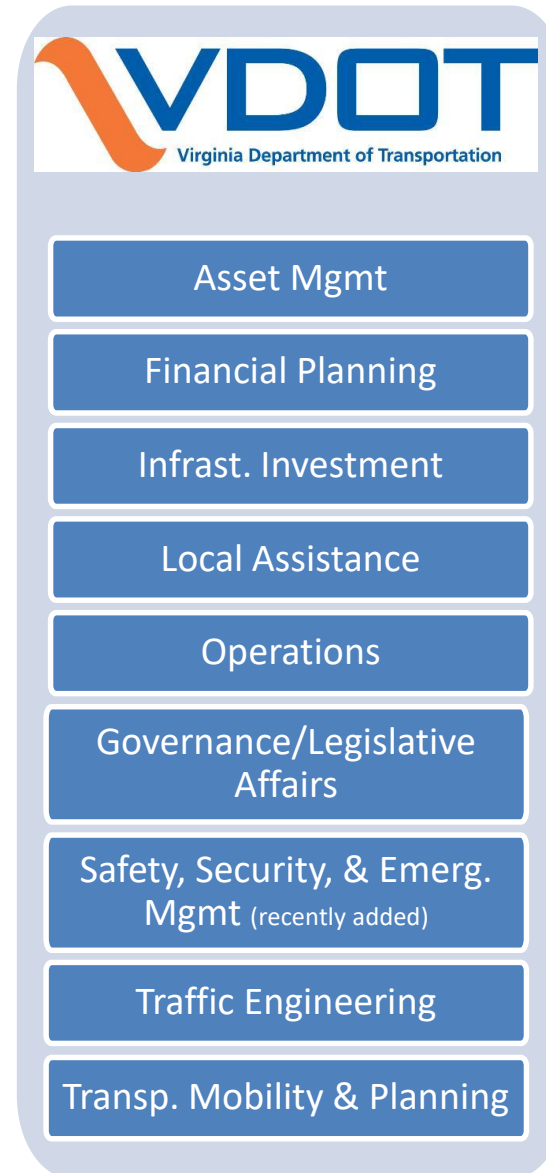 VDOT
Virginia Department of Transportation
Asset Mgmt
Financial Planning
Infrast. Investment
Local Assistance
Operations
Governance/Legislative
Affairs
Safety, Security, & Emerg.
Mgmt (recently added)
Traffic Engineering
Transp. Mobility & Planning